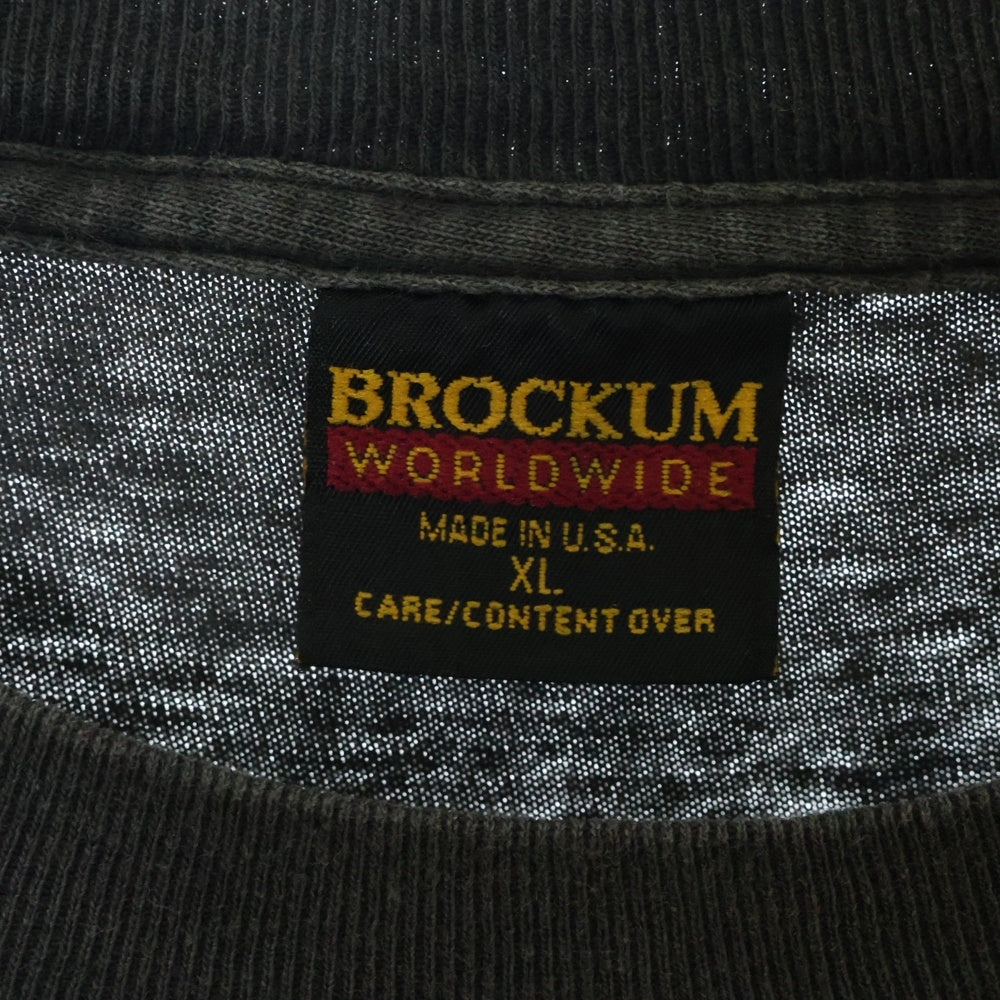 BROCKUM
WORLDWIDE
MADE IN U.S.A.
XL.
CARE/CONTENT OVER